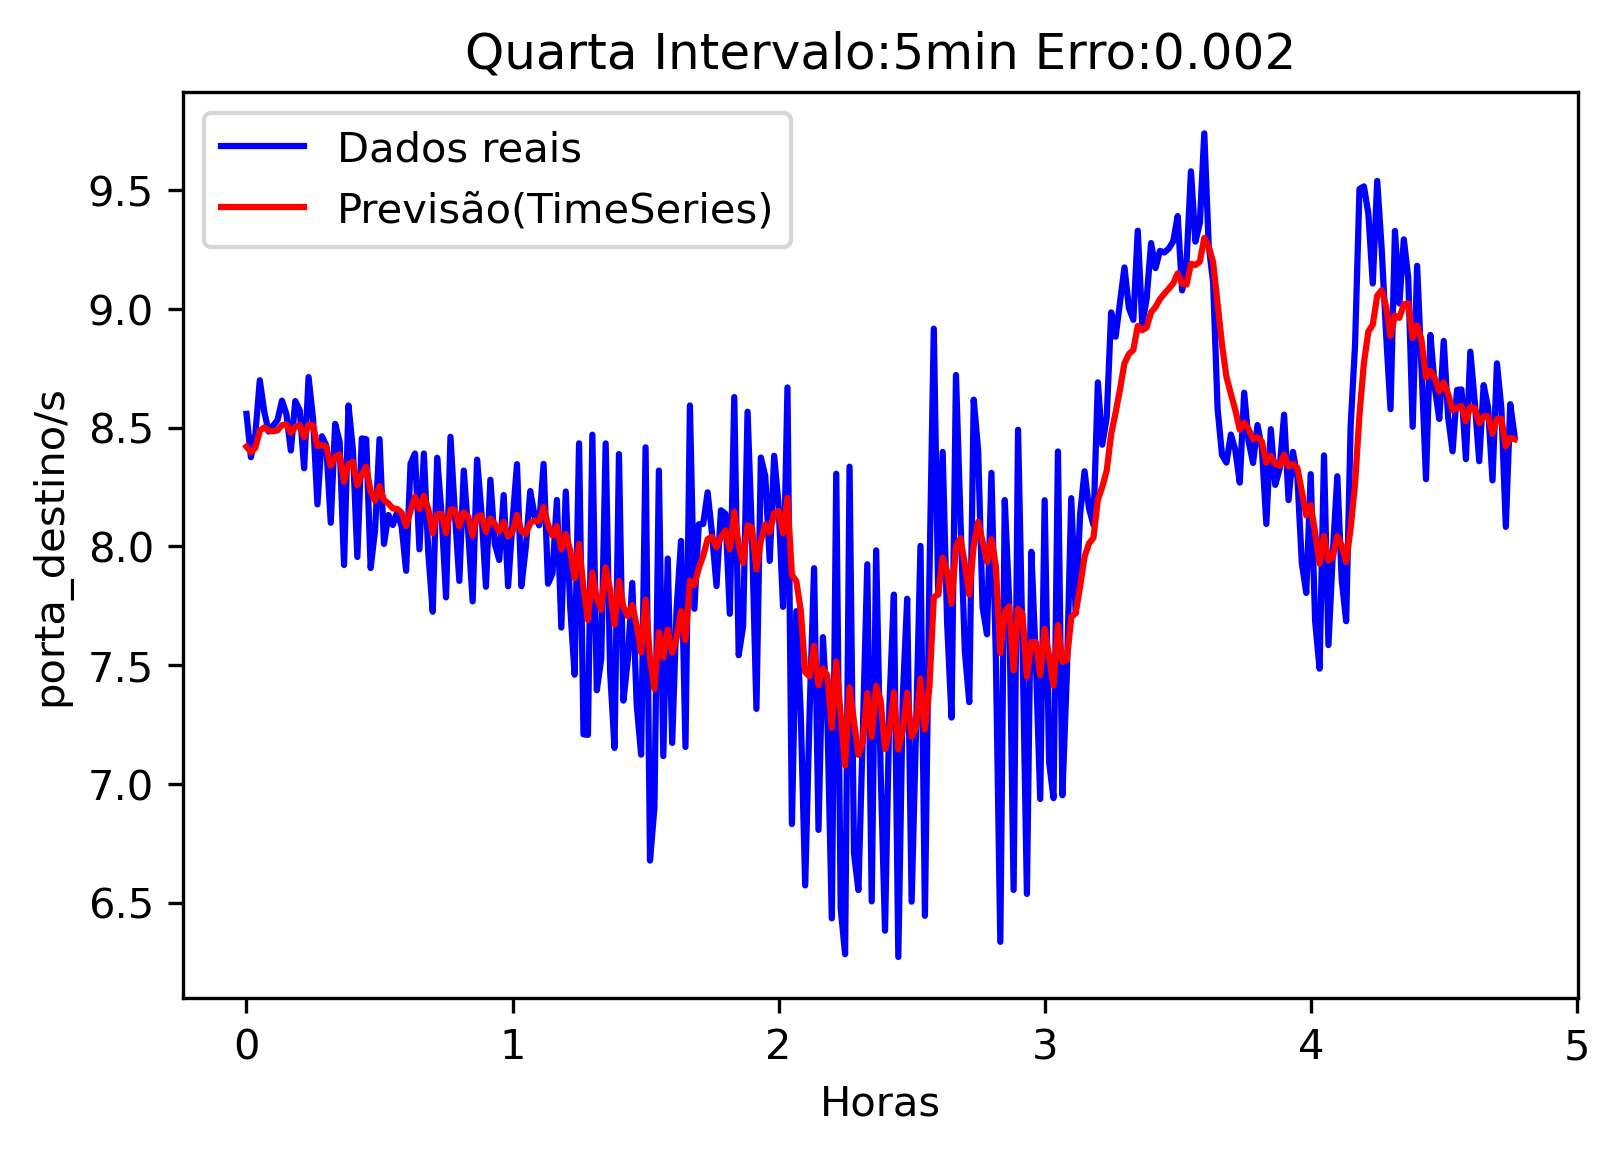 Quarta Intervalo:5min Erro:0.002
Dados reais
Previsão(TimeSeries)
porta_destino/s
9.5
9.0
8.5
8.0
7.5
7.0
6.5
0 1 2 3 4 5
Horas